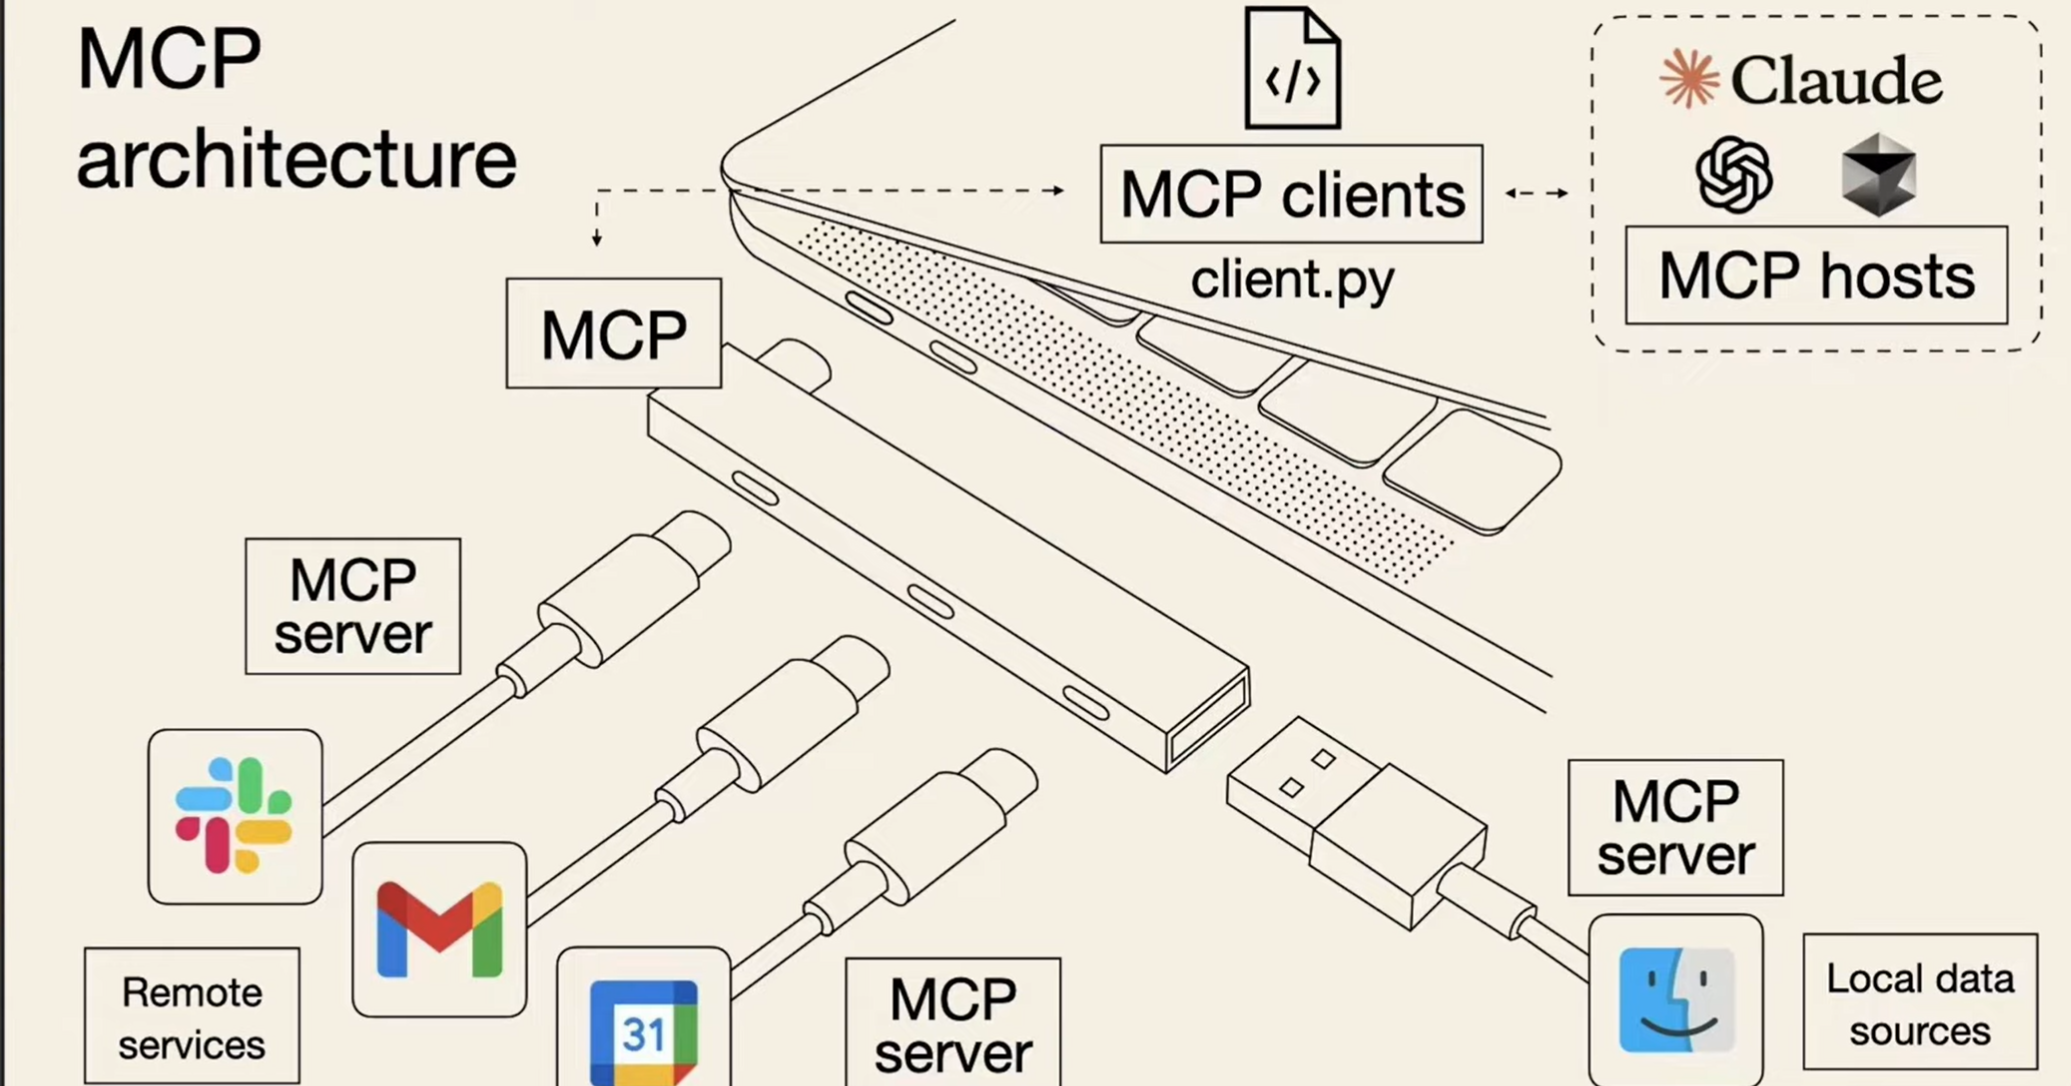 MCP
architecture
</>
MCP clients
client.py
Claude
MCP hosts
MCP
MCP
server
Remote
services
31
MCP
server
MCP
server
Local data
sources